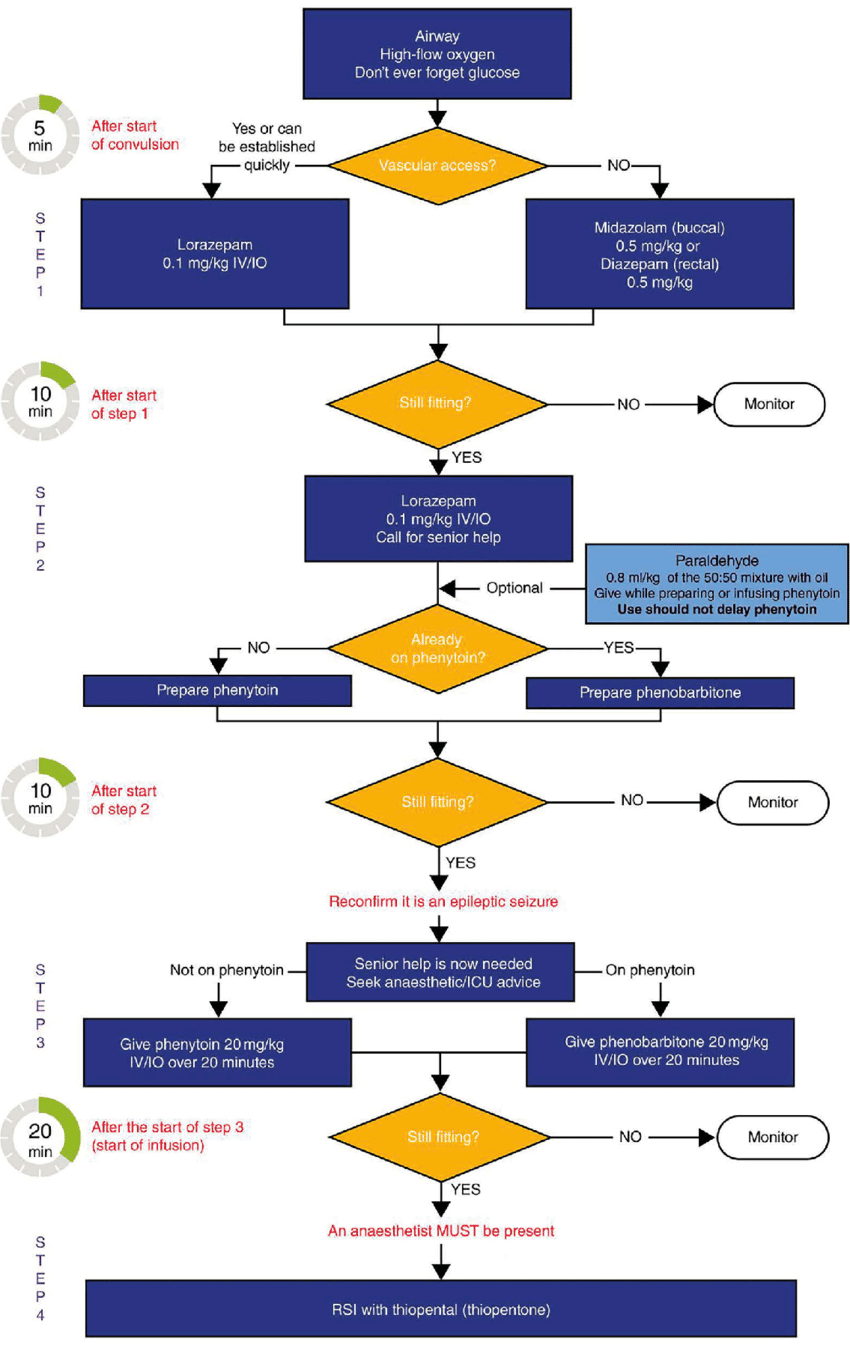 Airway
High-flow oxygen
Don't ever forget glucose
5
min
After start
of convulsion
Yes or can
be established
quickly
Vascular access?
NO
STEP 1
Lorazepam
0.1 mg/kg IV/IO
Midazolam (buccal)
0.5 mg/kg or
Diazepam (rectal)
0.5 mg/kg
10
min
After start
of step 1
Still fitting?
NO
Monitor
YES
STEP 2
Lorazepam
0.1 mg/kg IV/IO
Call for senior help
Optional
Paraldehyde
0.8 ml/kg of the 50:50 mixture with oil
Give while preparing or infusing phenytoin
Use should not delay phenytoin
NO
Already
on phenytoin?
YES
Prepare phenytoin
Prepare phenobarbitone
10
min
After start
of step 2
Still fitting?
NO
Monitor
YES
Reconfirm it is an epileptic seizure
STEP 3
Not on phenytoin
Senior help is now needed
Seek anaesthetic/ICU advice
On phenytoin
Give phenytoin 20 mg/kg
IV/IO over 20 minutes
Give phenobarbitone 20 mg/kg
IV/IO over 20 minutes
20
min
After the start of step 3
(start of infusion)
Still fitting?
NO
Monitor
YES
An anaesthetist MUST be present
STEP 4
RSI with thiopental (thiopentone)